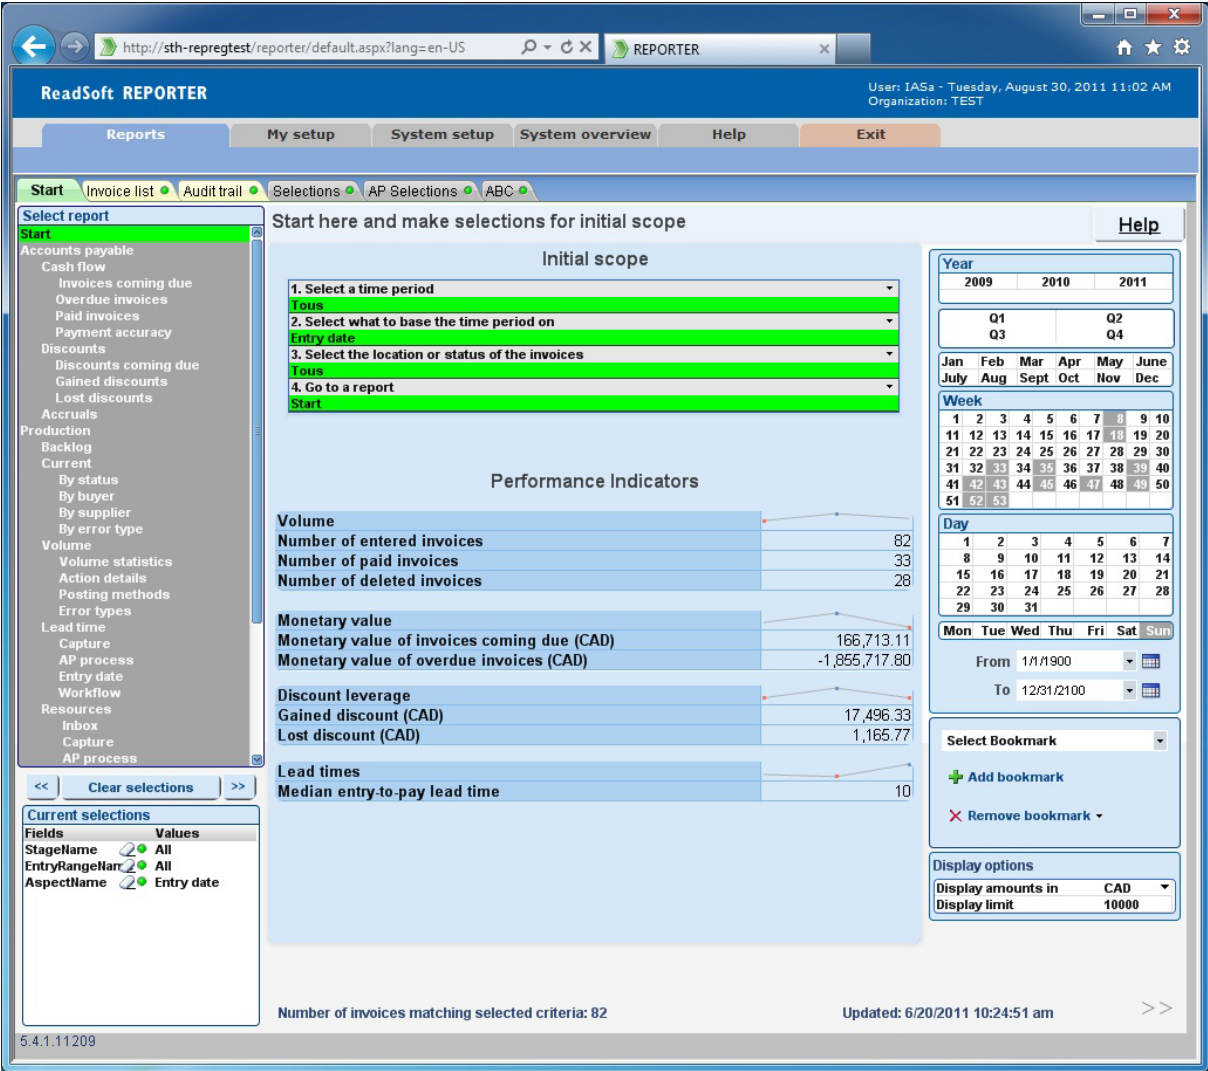 http://sth-repregtest/reporter/default.aspx?lang=en-US
REPORTER
ReadSoft REPORTER
User: IASa - Tuesday, August 30, 2011 11:02 AM
Organization: TEST
Reports My setup System setup System overview Help Exit
Start Invoice list Audit trail Selections AP Selections ABC
Select report
Start
Accounts payable
Cash flow
Invoices coming due
Overdue invoices
Paid invoices
Payment accuracy
Discounts
Discounts coming due
Gained discounts
Lost discounts
Accruals
Production
Backlog
Current
By status
By buyer
By supplier
By error type
Volume
Volume statistics
Action details
Posting methods
Error types
Lead time
Capture
AP process
Entry date
Workflow
Resources
Inbox
Capture
AP process
<< Clear selections >>
Current selections
Fields Values
StageName All
EntryRangeNam All
AspectName Entry date
Start here and make selections for initial scope
Help
Initial scope
1. Select a time period
Tous
2. Select what to base the time period on
Entry date
3. Select the location or status of the invoices
Tous
4. Go to a report
Start
Performance Indicators
Volume
Number of entered invoices 82
Number of paid invoices 33
Number of deleted invoices 28
Monetary value
Monetary value of invoices coming due (CAD) 166,713.11
Monetary value of overdue invoices (CAD) -1,855,717.80
Discount leverage
Gained discount (CAD) 17,496.33
Lost discount (CAD) 1,165.77
Lead times
Median entry-to-pay lead time 10
Year
2009 2010 2011
Q1 Q2
Q3 Q4
Jan Feb Mar Apr May June
July Aug Sept Oct Nov Dec
Week
1 2 3 4 5 6 7 8 9 10
11 12 13 14 15 16 17 18 19 20
21 22 23 24 25 26 27 28 29 30
31 32 33 34 35 36 37 38 39 40
41 42 43 44 45 46 47 48 49 50
51 52 53
Day
1 2 3 4 5 6 7
8 9 10 11 12 13 14
15 16 17 18 19 20 21
22 23 24 25 26 27 28
29 30 31
Mon Tue Wed Thu Fri Sat Sun
From 1/1/1900
To 12/31/2100
Select Bookmark
Add bookmark
Remove bookmark
Display options
Display amounts in CAD
Display limit 10000
Number of invoices matching selected criteria: 82
Updated: 6/20/2011 10:24:51 am
>>
5.4.1.11209